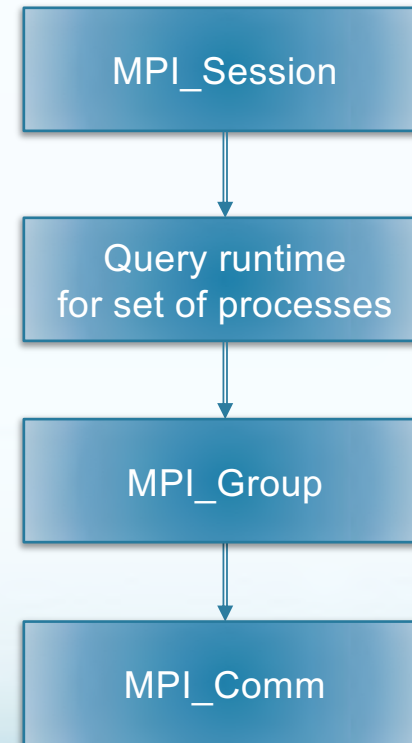 MPI_Session
Query runtime
for set of processes
MPI_Group
MPI_Comm